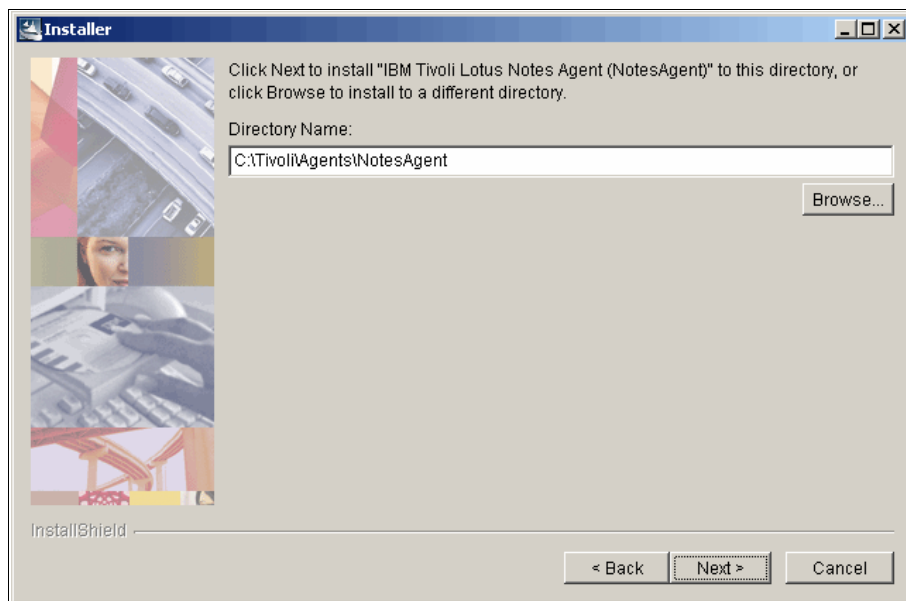 Installer
Click Next to install "IBM Tivoli Lotus Notes Agent (NotesAgent)" to this directory, or
click Browse to install to a different directory.
Directory Name:
C:\Tivoli\Agents\NotesAgent
Browse...
InstallShield
< Back
Next >
Cancel